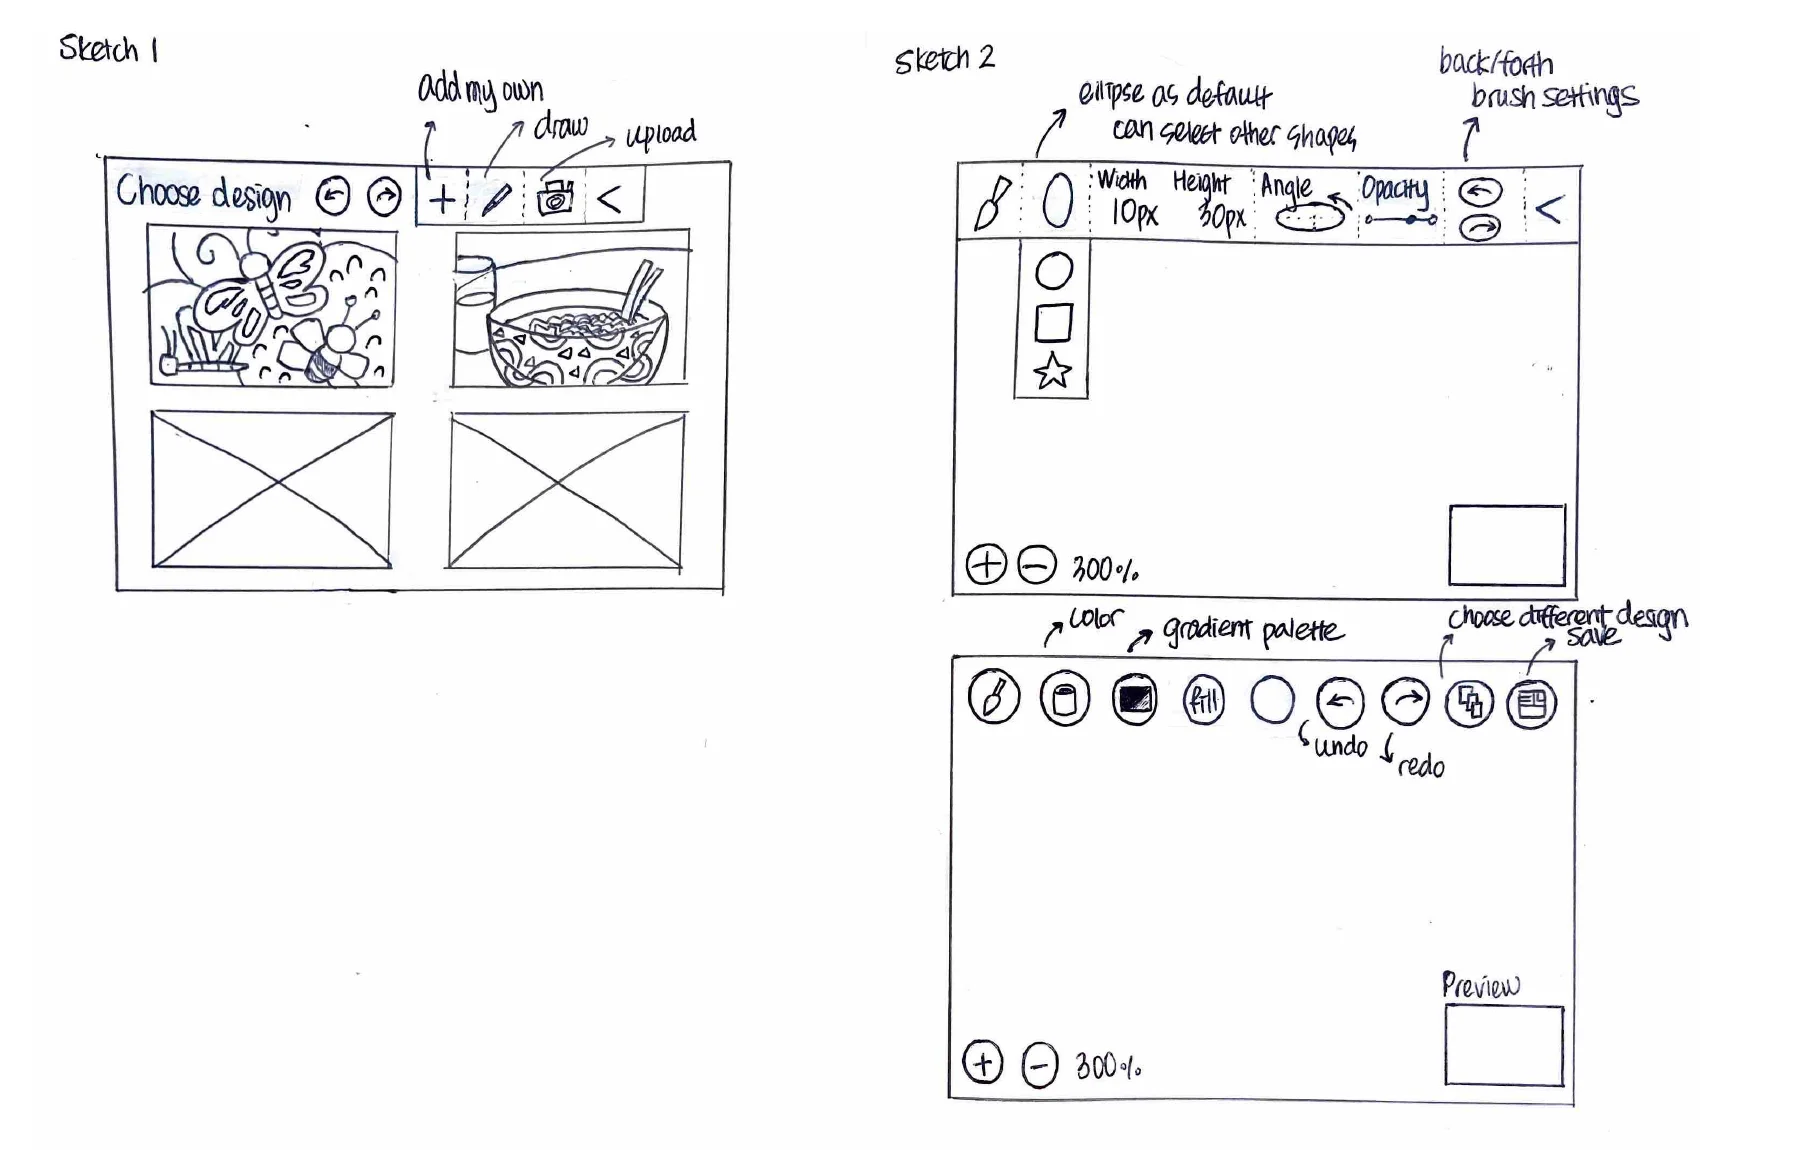 Sketch 1
add my own
draw
upload
Choose design
Sketch 2
ellipse as default
can select other shapes
back/forth
brush settings
Width
10px
Height
30px
Angle
Opacity
300%
color
gradient palette
choose different design
save
fill
undo
redo
Preview
300%